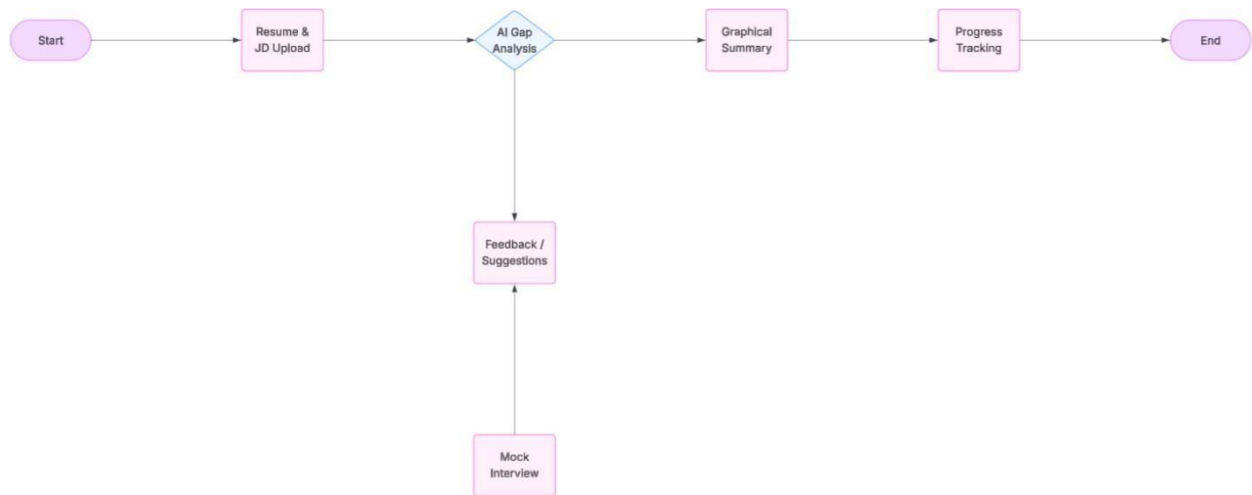 Start
Resume &
JD Upload
AI Gap
Analysis
Graphical
Summary
Progress
Tracking
End
Feedback /
Suggestions
Mock
Interview